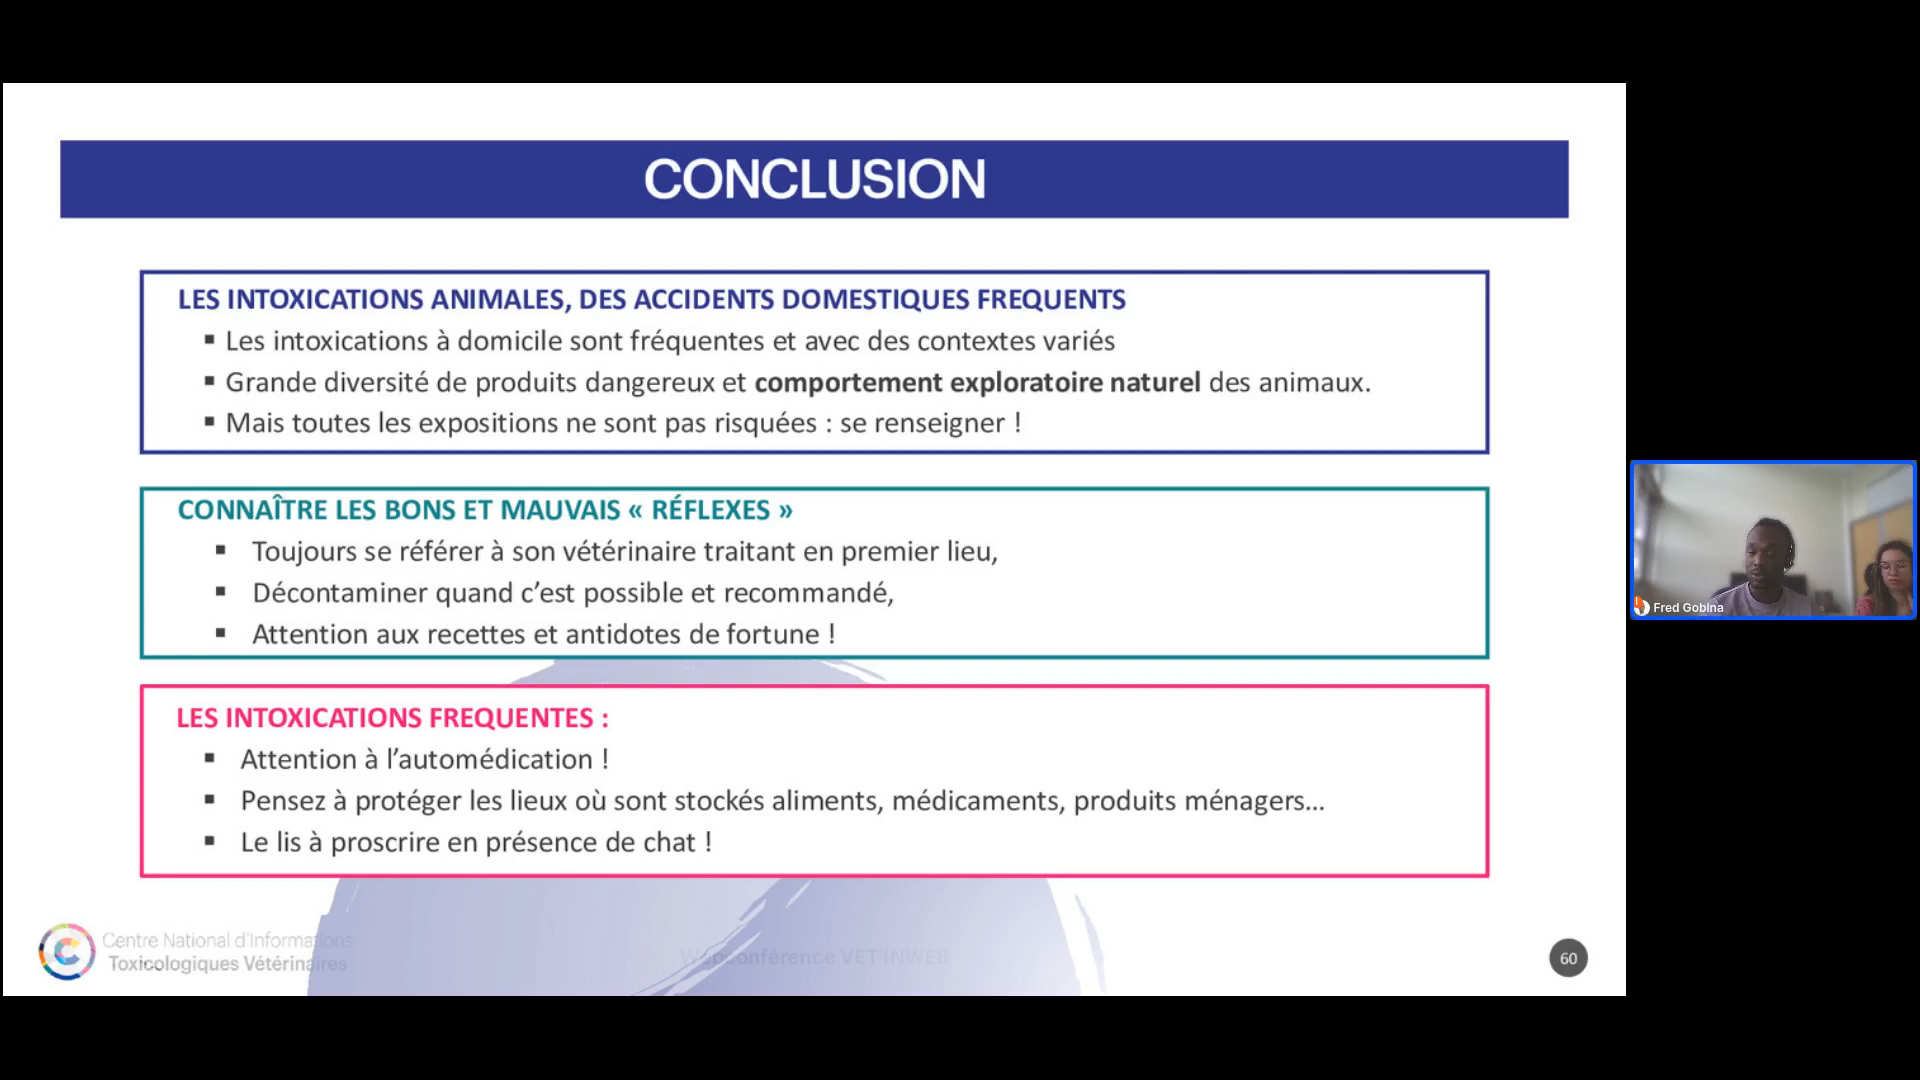 CONCLUSION
LES INTOXICATIONS ANIMALES, DES ACCIDENTS DOMESTIQUES FREQUENTS
▪ Les intoxications à domicile sont fréquentes et avec des contextes variés
▪ Grande diversité de produits dangereux et comportement exploratoire naturel des animaux.
▪ Mais toutes les expositions ne sont pas risquées : se renseigner !
CONNAÎTRE LES BONS ET MAUVAIS « RÉFLEXES »
▪ Toujours se référer à son vétérinaire traitant en premier lieu,
▪ Décontaminer quand c’est possible et recommandé,
▪ Attention aux recettes et antidotes de fortune !
LES INTOXICATIONS FREQUENTES :
▪ Attention à l’automédication !
▪ Pensez à protéger les lieux où sont stockés aliments, médicaments, produits ménagers...
▪ Le lis à proscrire en présence de chat !
Centre National d'Informations
Toxicologiques Vétérinaires
Webconférence VET'INWEB
60
Fred Gobina